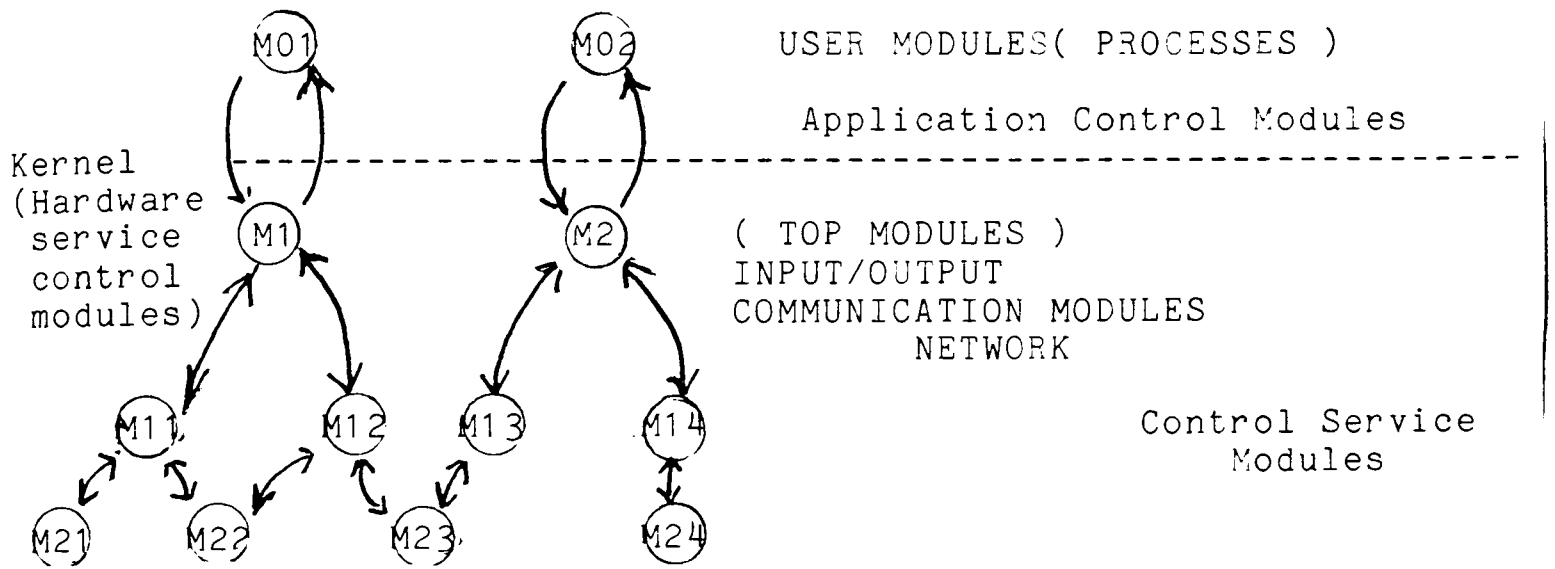 M01 M02 USER MODULES( PROCESSES )
Application Control Modules
Kernel
(Hardware
service
control
modules)
M1 M2 ( TOP MODULES )
INPUT/OUTPUT
COMMUNICATION MODULES
NETWORK
M11 M12 M13 M14
Control Service
Modules
M21 M22 M23 M24